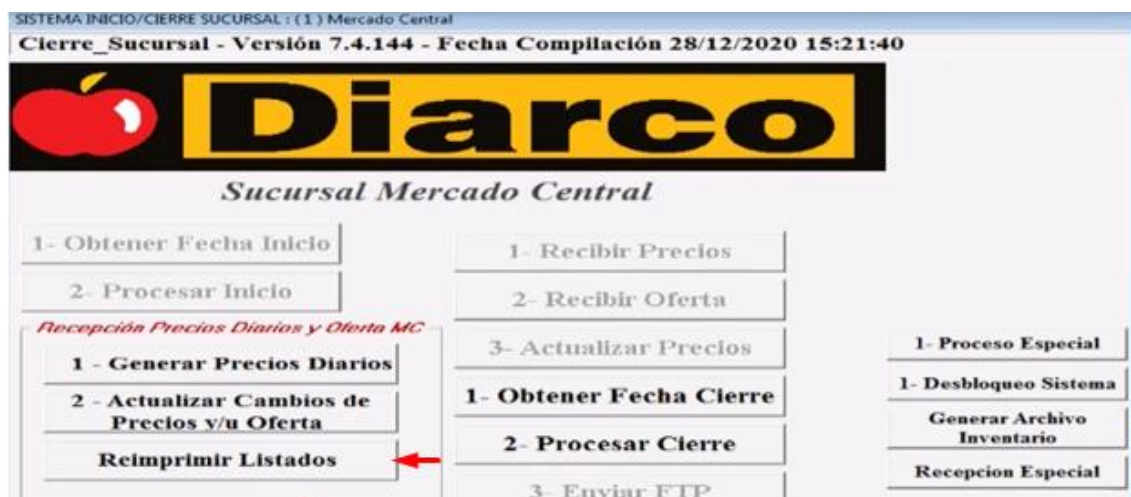 SISTEMA INICIO/CIERRE SUCURSAL : ( 1 ) Mercado Central
Cierre_Sucursal - Versión 7.4.144 - Fecha Compilación 28/12/2020 15:21:40
Diarco
Sucursal Mercado Central
1- Obtener Fecha Inicio
2- Procesar Inicio
Recepción Precios Diarios y Oferta MC
1 - Generar Precios Diarios
2 - Actualizar Cambios de
Precios y/u Oferta
Reimprimir Listados
1- Recibir Precios
2- Recibir Oferta
3- Actualizar Precios
1- Obtener Fecha Cierre
2- Procesar Cierre
3- Enviar FTP
1- Proceso Especial
1- Desbloqueo Sistema
Generar Archivo
Inventario
Recepcion Especial